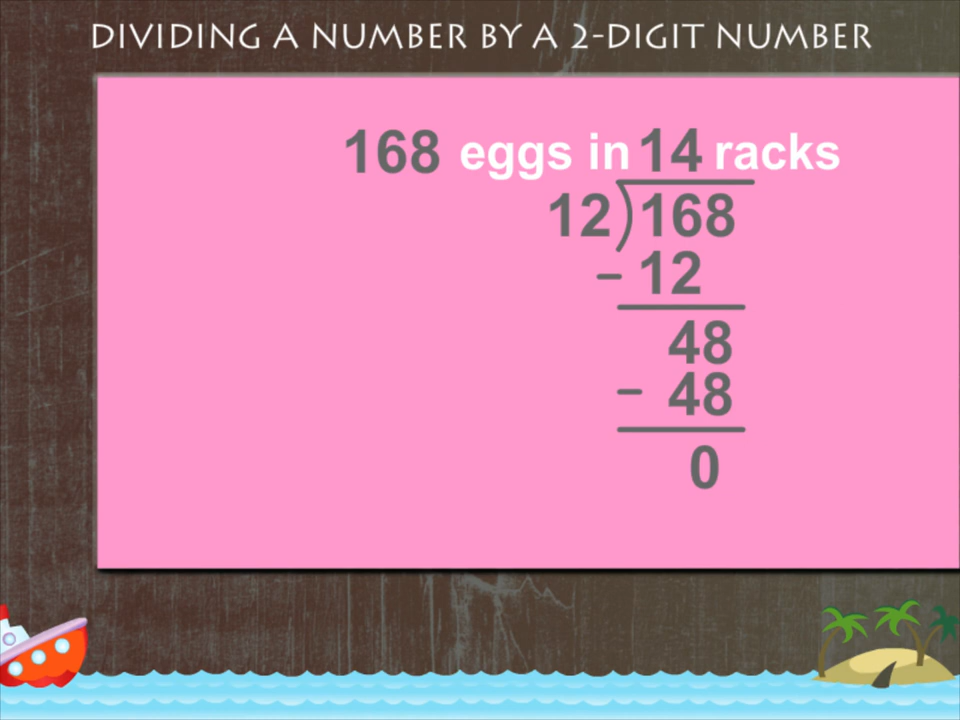 DIVIDING A NUMBER BY A 2-DIGIT NUMBER
168 eggs in 14 racks
12)168
- 12
48
- 48
0